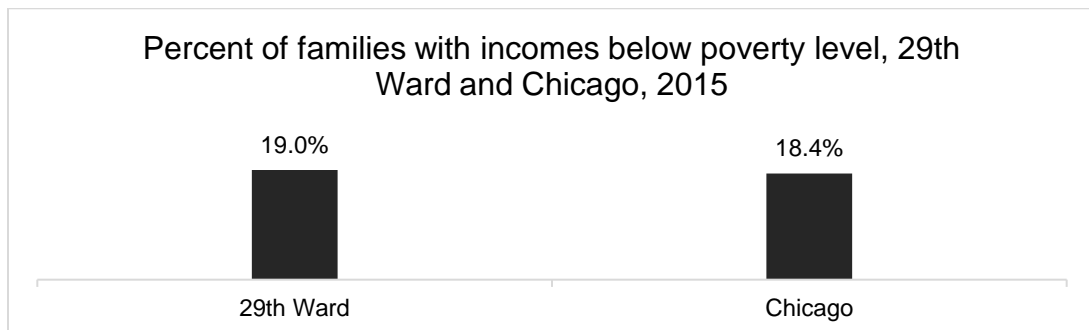 Percent of families with incomes below poverty level, 29th
Ward and Chicago, 2015
19.0%
18.4%
29th Ward
Chicago